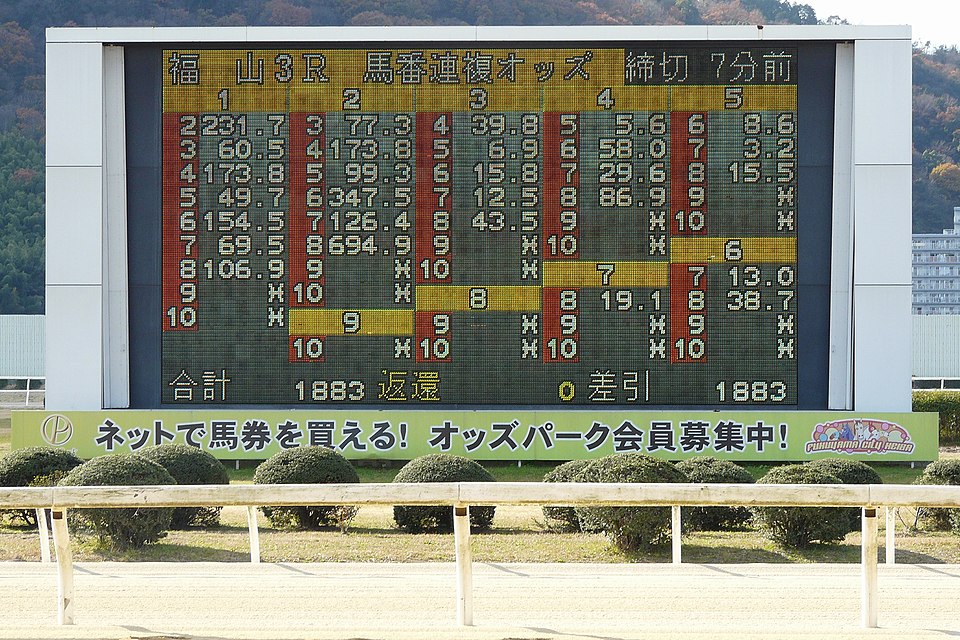 福 山 3R 馬番連複オッズ 締切 7分前
1 2 3 4 5
2 231.7 3 77.3 4 39.8 5 5.6 6 8.6
3 60.5 4 173.8 5 6.9 6 58.0 7 3.2
4 173.8 5 99.3 6 15.8 7 29.6 8 15.5
5 49.7 6 347.5 7 12.5 8 86.9 9 *
6 154.5 7 126.4 8 43.5 9 * 10 *
7 69.5 8 694.9 9 * 10 * 6
8 106.9 9 * 10 * 7 7 13.0
9 * 10 * 8 8 19.1 8 38.7
10 * 9 9 * 9 * 9 *
10 * 10 * 10 * 10 *
合計 1883 返還 0 差引 1883
ネットで馬券を買える! オッズパーク会員募集中!
FUKUYAMA CITY KEIBA